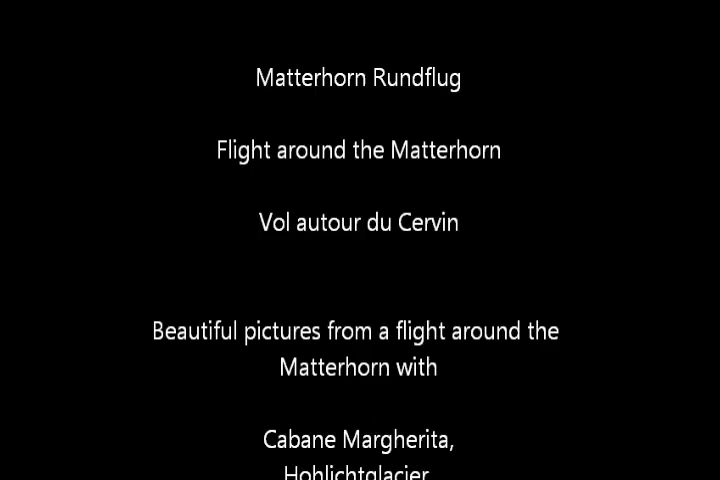 Matterhorn Rundflug
Flight around the Matterhorn
Vol autour du Cervin
Beautiful pictures from a flight around the
Matterhorn with
Cabane Margherita,
Hohlichtglacier